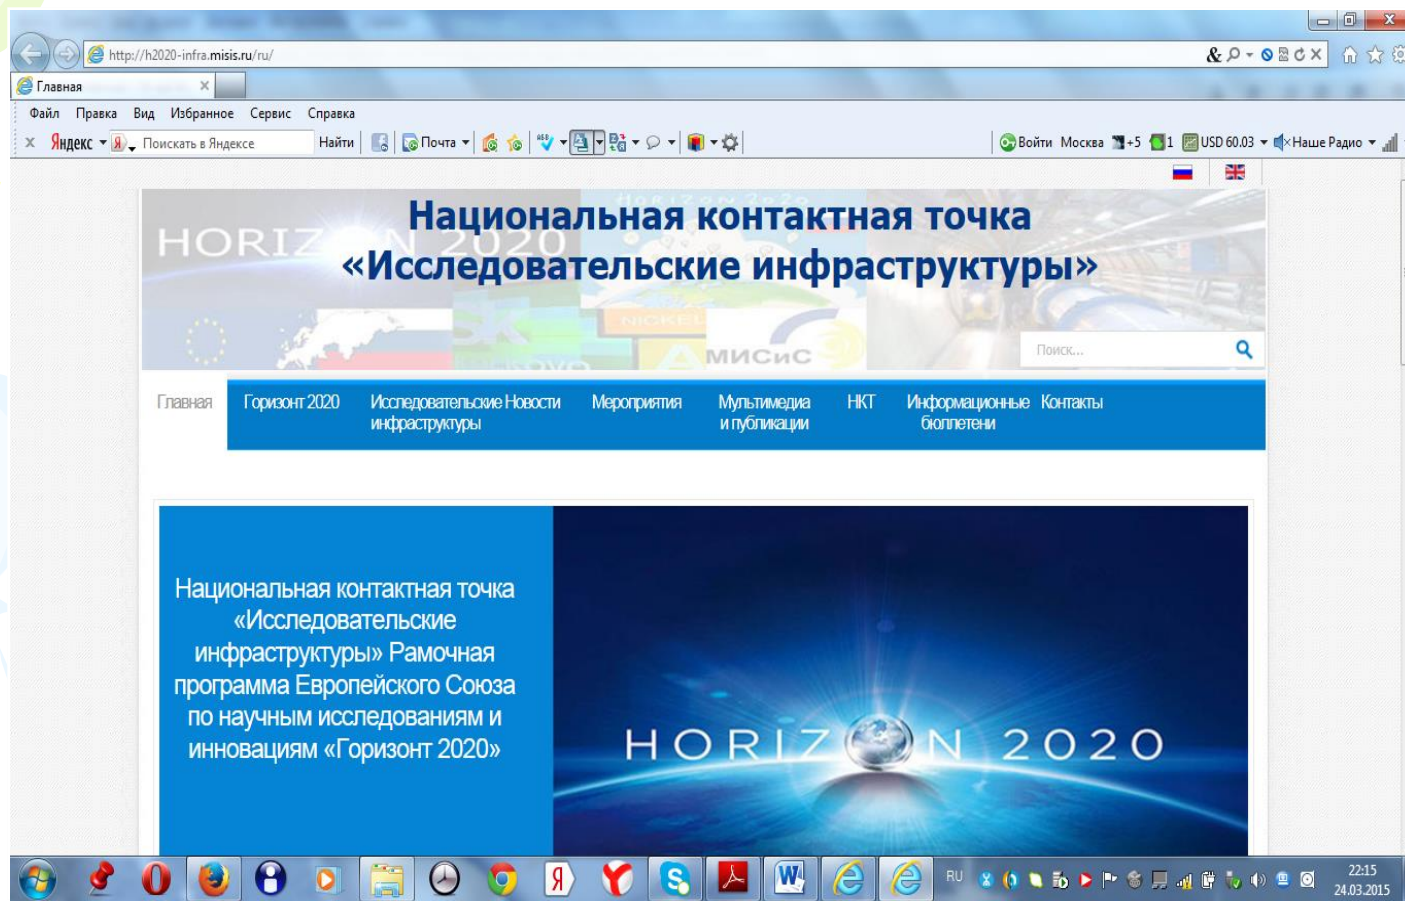 http://h2020-infra.misis.ru/ru/
Главная
Файл Правка Вид Избранное Сервис Справка
Яндекс Поискать в Яндексе Найти Почта Войти Москва +5 1 USD 60.03 Наше Радио
HORIZON 2020
Национальная контактная точка
«Исследовательские инфраструктуры»
NICKEL
МИСиС
Поиск...
Главная Горизонт 2020 Исследовательские Новости Мероприятия Мультимедиа НКТ Информационные Контакты
инфраструктуры и публикации бюллетени
Национальная контактная точка
«Исследовательские
инфраструктуры» Рамочная
программа Европейского Союза
по научным исследованиям и
инновациям «Горизонт 2020»
HORIZON 2020
RU 22:15
24.03.2015